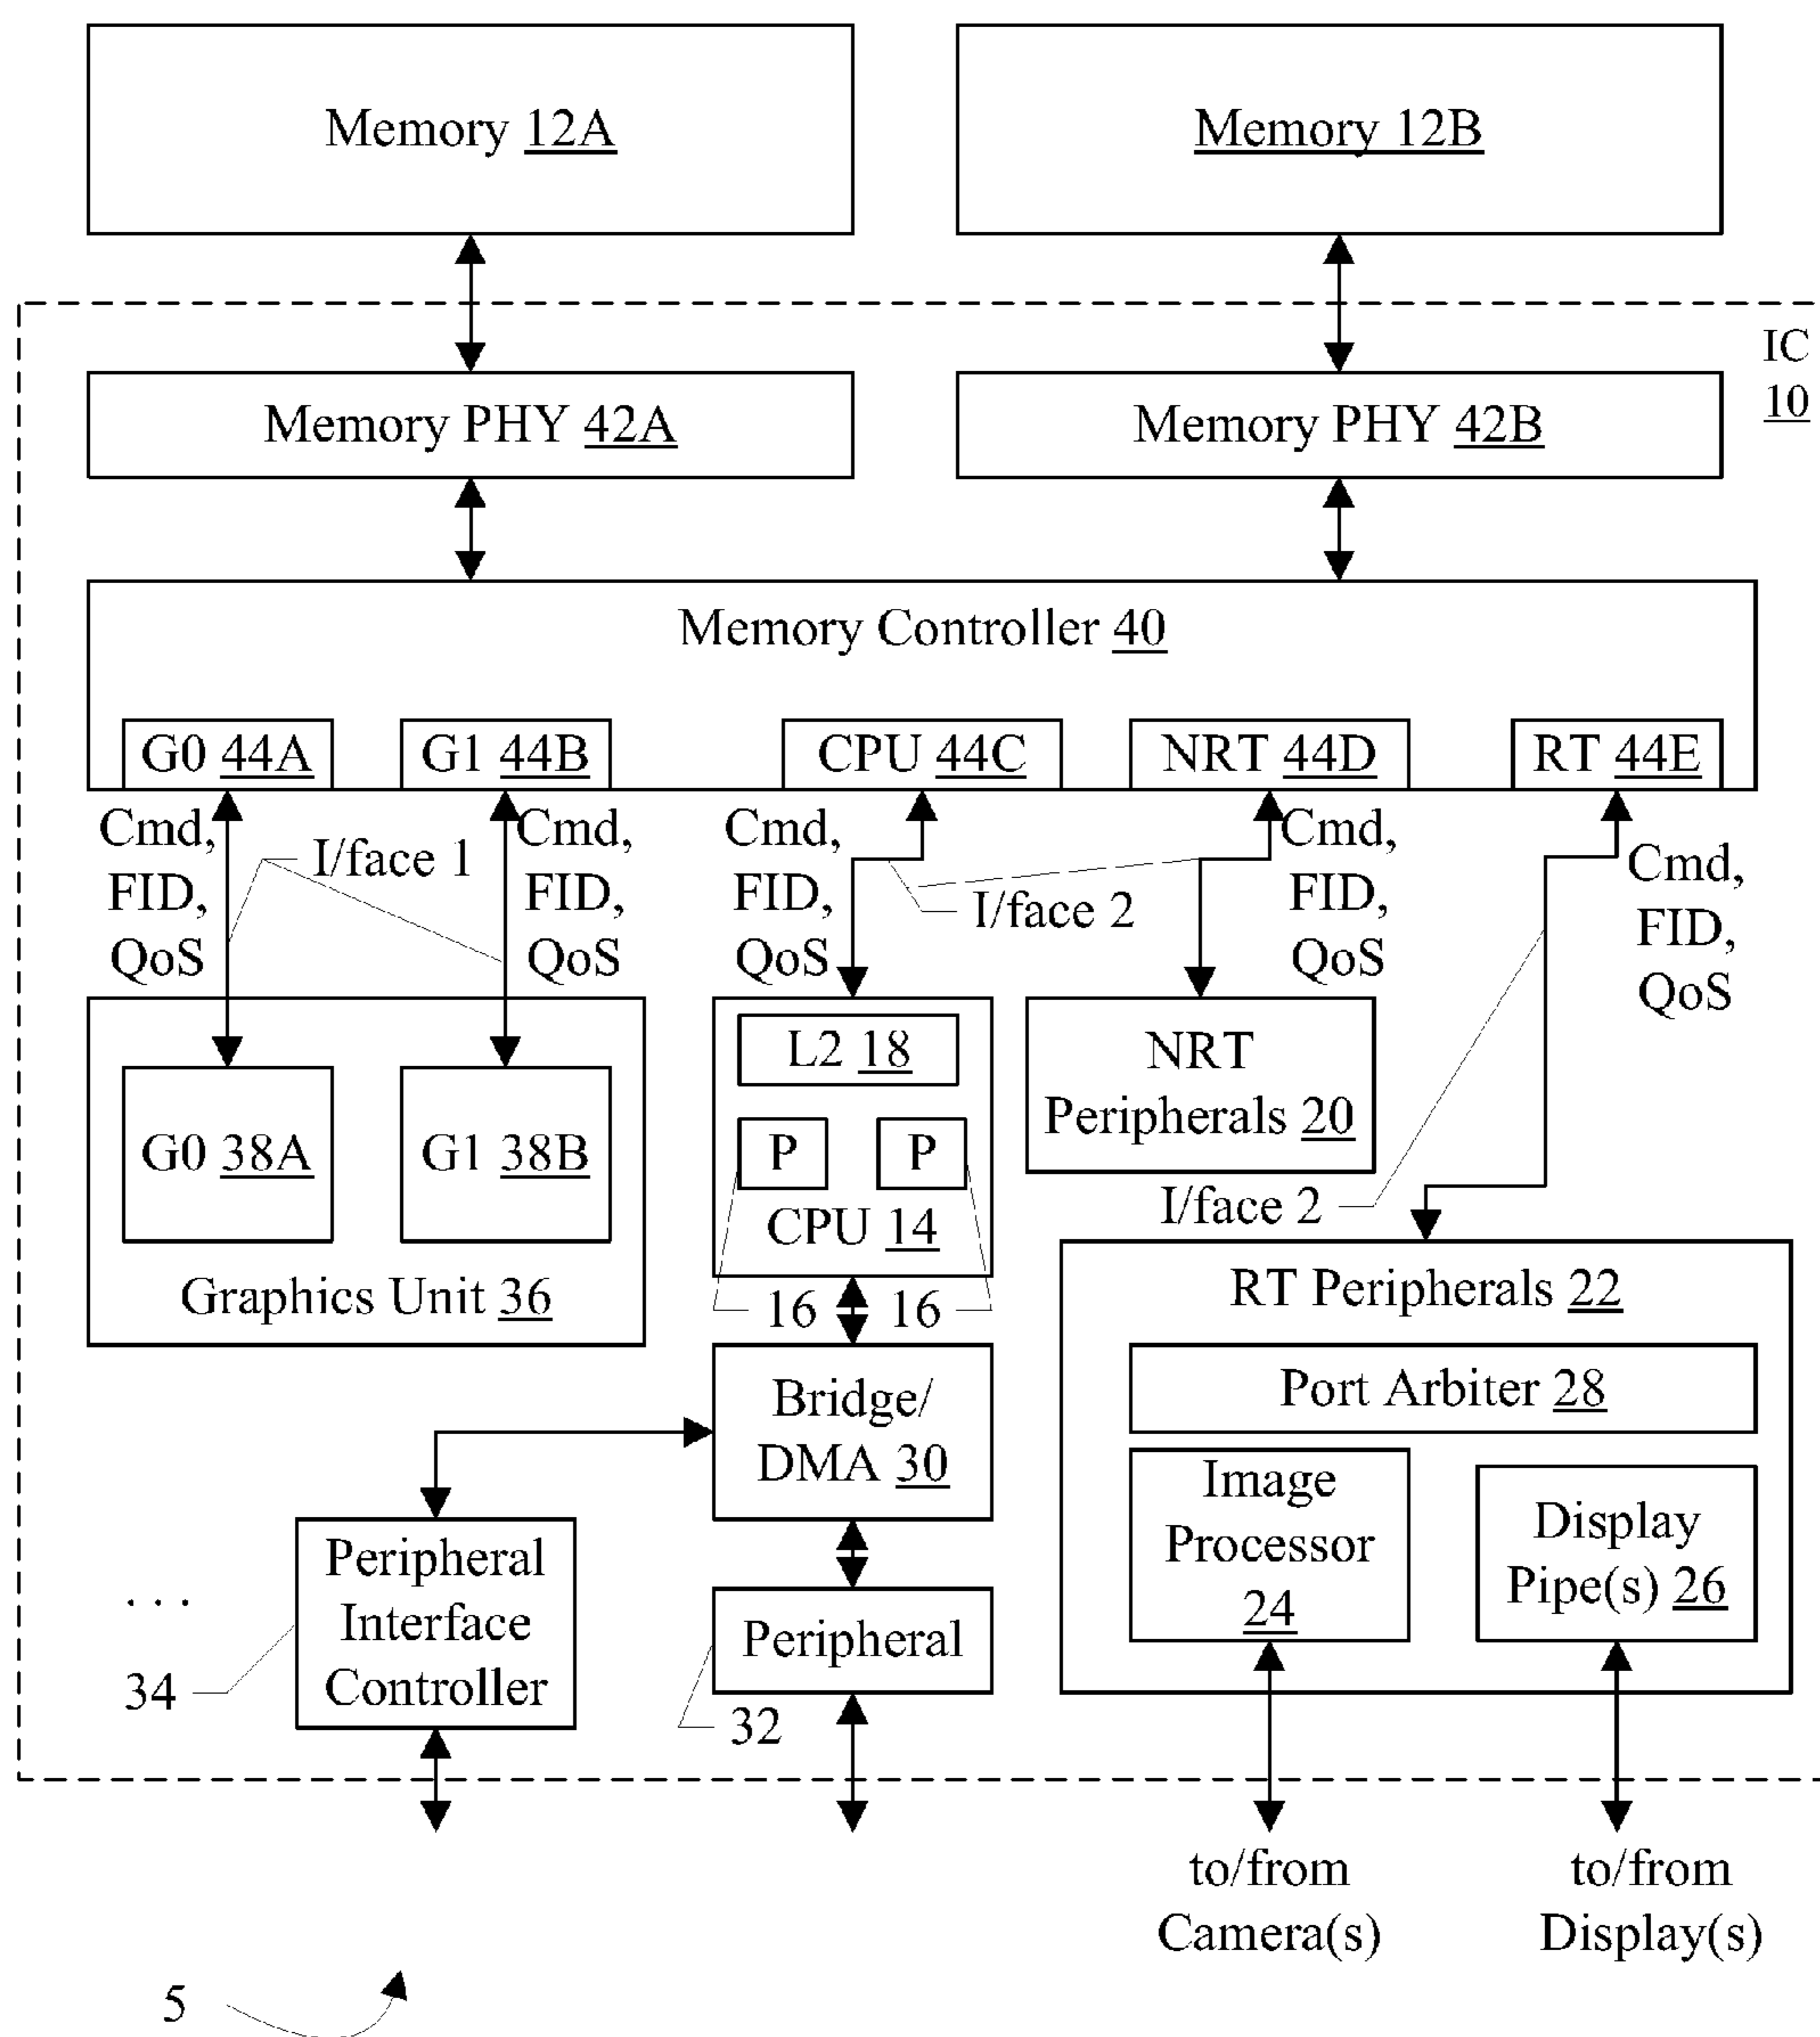 Memory 12A
Memory 12B
IC
10
Memory PHY 42A
Memory PHY 42B
Memory Controller 40
G0 44A
G1 44B
CPU 44C
NRT 44D
RT 44E
Cmd,
FID,
QoS
I/face 1
Cmd,
FID,
QoS
Cmd,
FID,
QoS
I/face 2
Cmd,
FID,
QoS
Cmd,
FID,
QoS
G0 38A
G1 38B
Graphics Unit 36
L2 18
P
P
CPU 14
16
16
NRT
Peripherals 20
I/face 2
RT Peripherals 22
Port Arbiter 28
Image
Processor
24
Display
Pipe(s) 26
Bridge/
DMA 30
. . .
Peripheral
Interface
Controller
34
Peripheral
32
to/from
Camera(s)
to/from
Display(s)
5